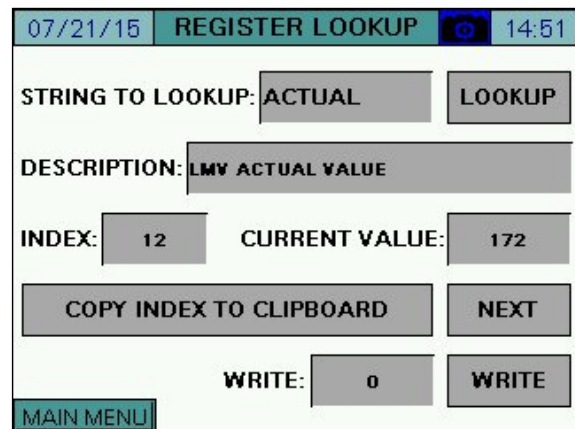 07/21/15 REGISTER LOOKUP 14:51
STRING TO LOOKUP: ACTUAL LOOKUP
DESCRIPTION: LMV ACTUAL VALUE
INDEX: 12 CURRENT VALUE: 172
COPY INDEX TO CLIPBOARD NEXT
WRITE: 0 WRITE
MAIN MENU